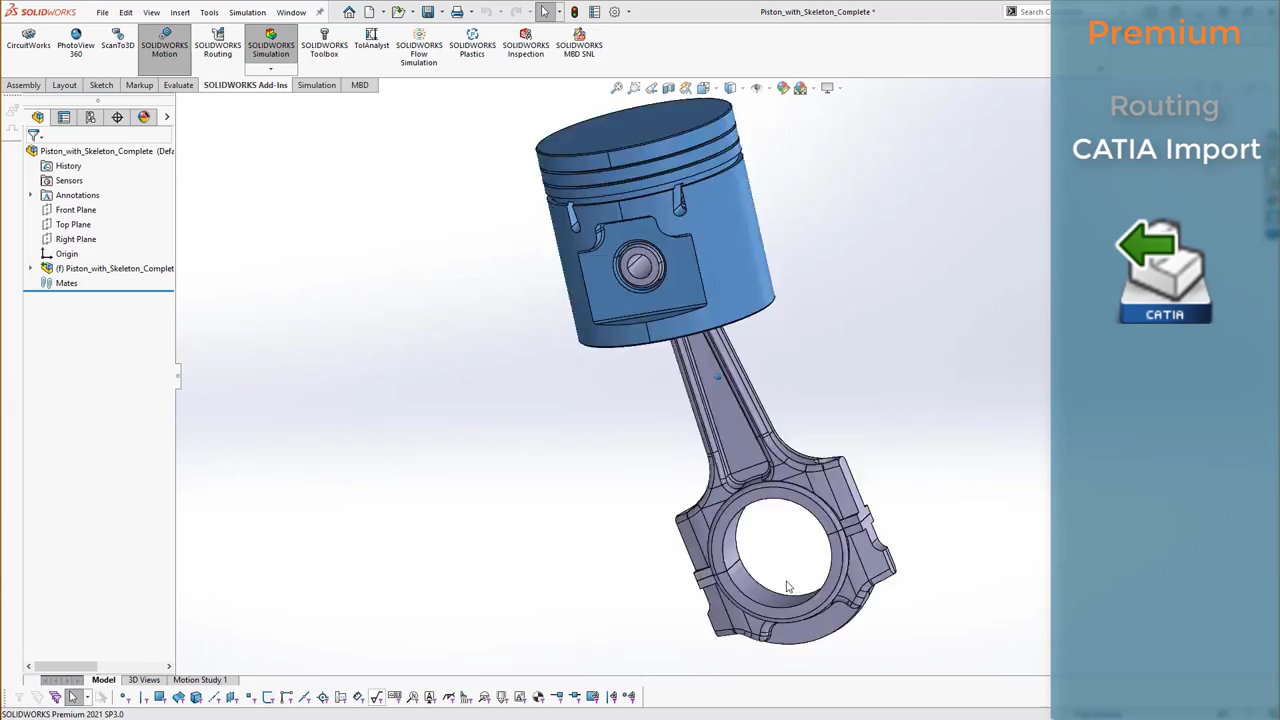 SOLIDWORKS
File Edit View Insert Tools Simulation Window
Piston_with_Skeleton_Complete *
Search C
CircuitWorks
PhotoView 360
ScanTo3D
SOLIDWORKS Motion
SOLIDWORKS Routing
SOLIDWORKS Simulation
SOLIDWORKS Toolbox
TolAnalyst
SOLIDWORKS Flow Simulation
SOLIDWORKS Plastics
SOLIDWORKS Inspection
SOLIDWORKS MBD SNL
Assembly Layout Sketch Markup Evaluate SOLIDWORKS Add-Ins Simulation MBD
Piston_with_Skeleton_Complete (Defa
History
Sensors
Annotations
Front Plane
Top Plane
Right Plane
Origin
(f) Piston_with_Skeleton_Complet
Mates
Premium
Routing
CATIA Import
CATIA
Model 3D Views Motion Study 1
SOLIDWORKS Premium 2021 SP3.0